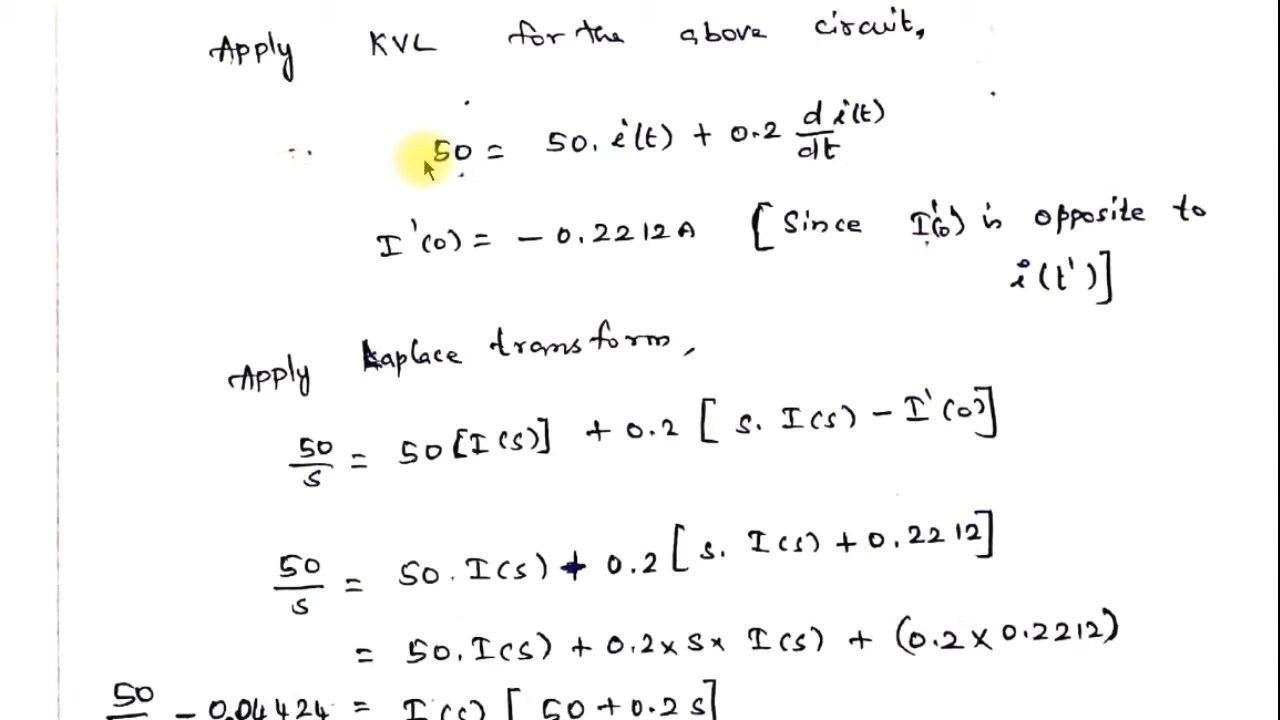 Apply KVL for the above circuit,
50 = 50. i(t) + 0.2 d/dt i(t)
I'(0) = - 0.2212A [Since I'(0) is opposite to
i(t')]
Apply Laplace transform,
50/s = 50 [I(s)] + 0.2 [ s. I(s) - I'(0)]
50/s = 50. I(s) + 0.2 [ s. I(s) + 0.2212]
= 50. I(s) + 0.2 x s x I(s) + (0.2 x 0.2212)
50 - 0.04424 = I(s) [ 50 + 0.2 s]